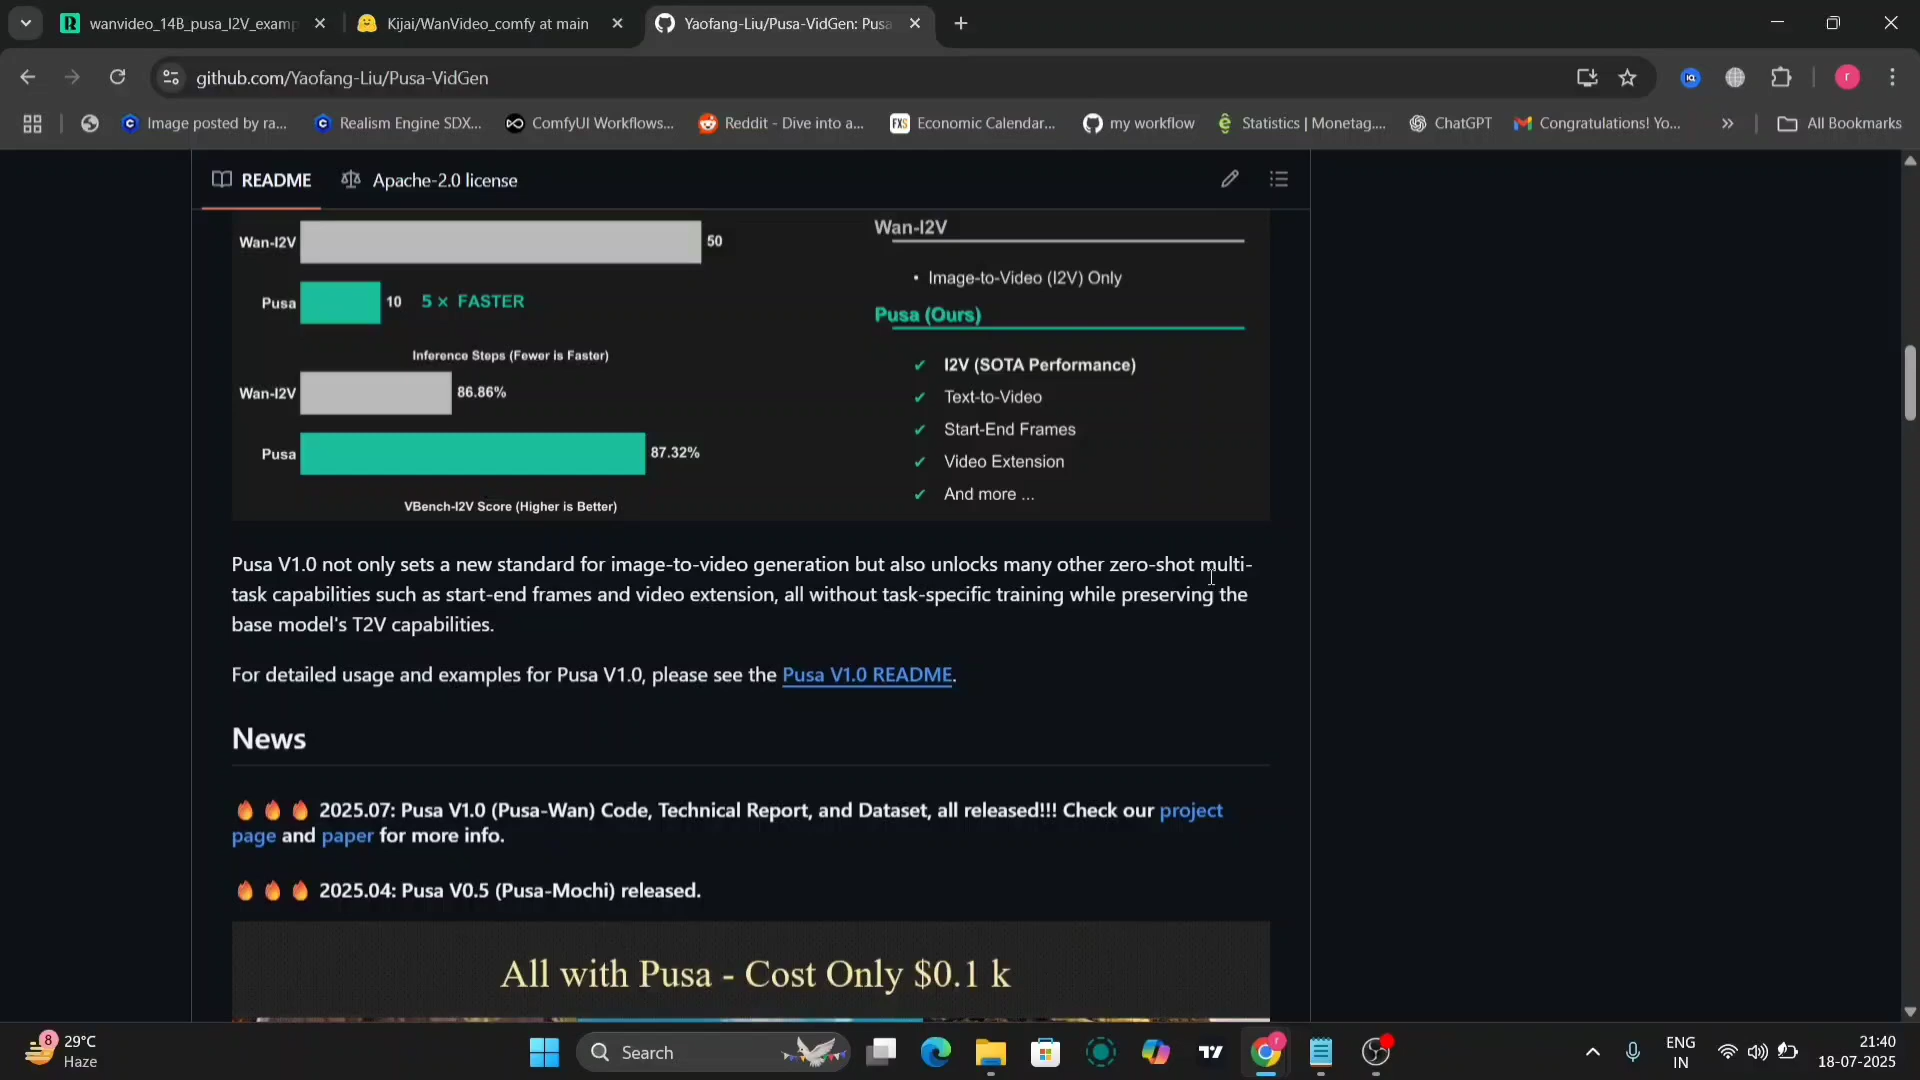 wanvideo_14B_pusa_I2V_examp
Kijai/WanVideo_comfy at main
Yaofang-Liu/Pusa-VidGen: Pusa
github.com/Yaofang-Liu/Pusa-VidGen
Image posted by ra...
Realism Engine SDX...
ComfyUI Workflows...
Reddit - Dive into a...
FXS
Economic Calendar...
my workflow
Statistics | Monetag....
ChatGPT
Congratulations! Yo...
All Bookmarks
README
Apache-2.0 license
Wan-I2V
50
Pusa
10
5 × FASTER
Inference Steps (Fewer is Faster)
Wan-I2V
86.86%
Pusa
87.32%
VBench-I2V Score (Higher is Better)
Wan-I2V
• Image-to-Video (I2V) Only
Pusa (Ours)
✔ I2V (SOTA Performance)
✔ Text-to-Video
✔ Start-End Frames
✔ Video Extension
✔ And more ...
Pusa V1.0 not only sets a new standard for image-to-video generation but also unlocks many other zero-shot multi-
task capabilities such as start-end frames and video extension, all without task-specific training while preserving the
base model's T2V capabilities.
For detailed usage and examples for Pusa V1.0, please see the Pusa V1.0 README.
News
🔥 🔥 🔥 2025.07: Pusa V1.0 (Pusa-Wan) Code, Technical Report, and Dataset, all released!!! Check our project
page and paper for more info.
🔥 🔥 🔥 2025.04: Pusa V0.5 (Pusa-Mochi) released.
All with Pusa - Cost Only $0.1 k
8
29°C
Haze
Search
ENG
IN
21:40
18-07-2025